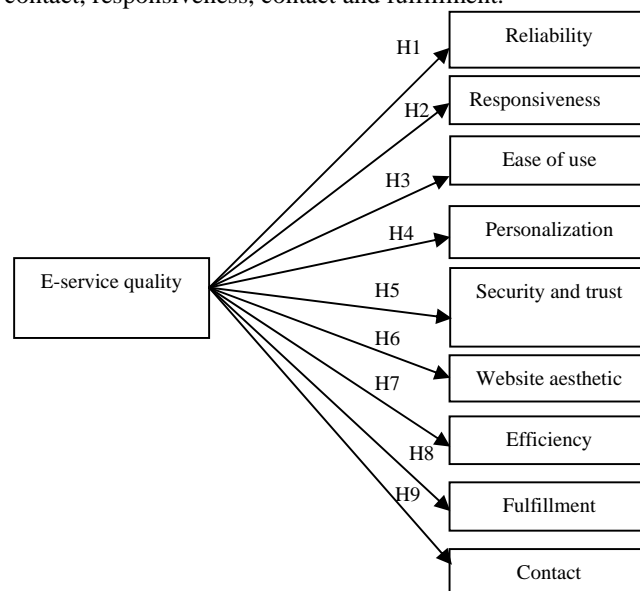 contact, responsiveness, contact and fulfillment.
H1
Reliability
H2
Responsiveness
H3
Ease of use
H4
Personalization
E-service quality
H5
Security and trust
H6
Website aesthetic
H7
Efficiency
H8
Fulfillment
H9
Contact